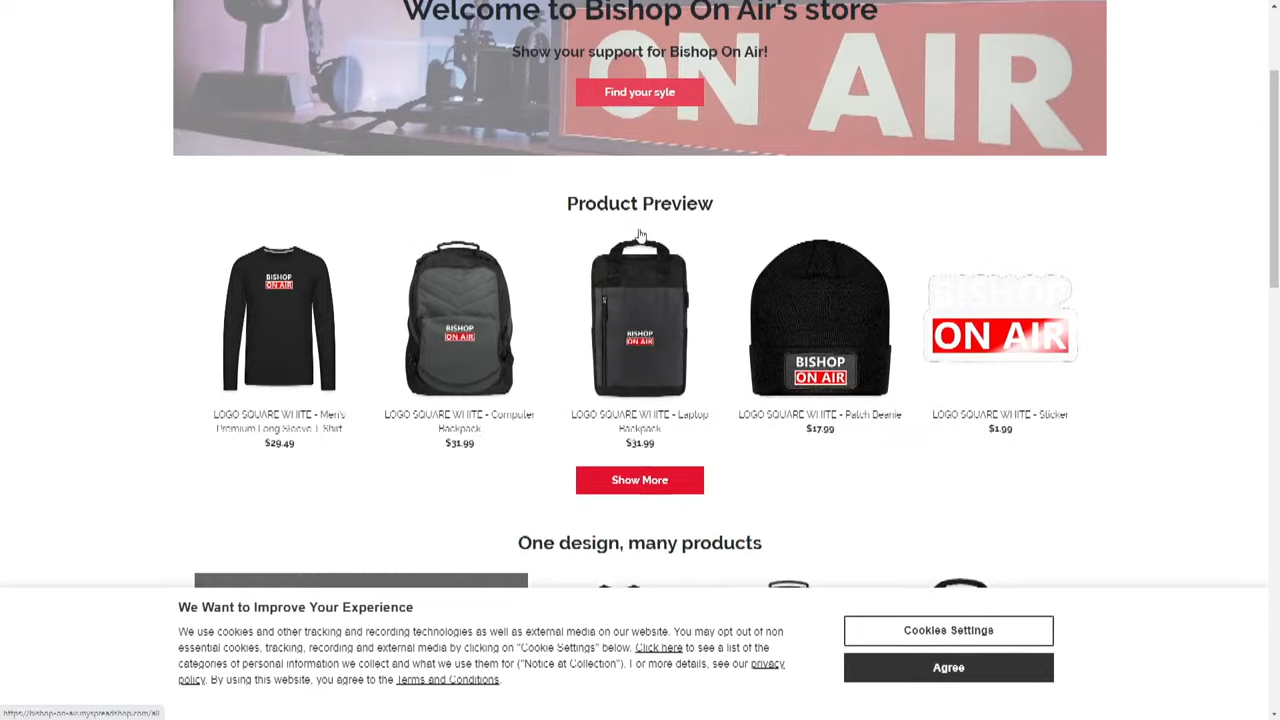 Welcome to Bishop On Air's store
Show your support for Bishop On Air!
Find your syle
ON AIR
Product Preview
BISHOP
ON AIR
BISHOP
ON AIR
BISHOP
ON AIR
BISHOP
ON AIR
BISHOP
ON AIR
LOGO SQUARE WHITE - Men's
Premium Long Sleeve T-Shirt
$29.49
LOGO SQUARE WHITE - Computer
Backpack
$31.99
LOGO SQUARE WHITE - Laptop
Backpack
$31.99
LOGO SQUARE WHITE - Patch Beanie
$17.99
LOGO SQUARE WHITE - Sticker
$1.99
Show More
One design, many products
We Want to Improve Your Experience
We use cookies and other tracking and recording technologies as well as external media on our website. You may opt out of non
essential cookies, tracking, recording and external media by clicking on "Cookie Settings" below. Click here to see a list of the
categories of personal information we collect and what we use them for ("Notice at Collection"). For more details, see our privacy
policy. By using this website, you agree to the Terms and Conditions.
Cookies Settings
Agree
https://bishop-on-air.myspreadshop.com/all